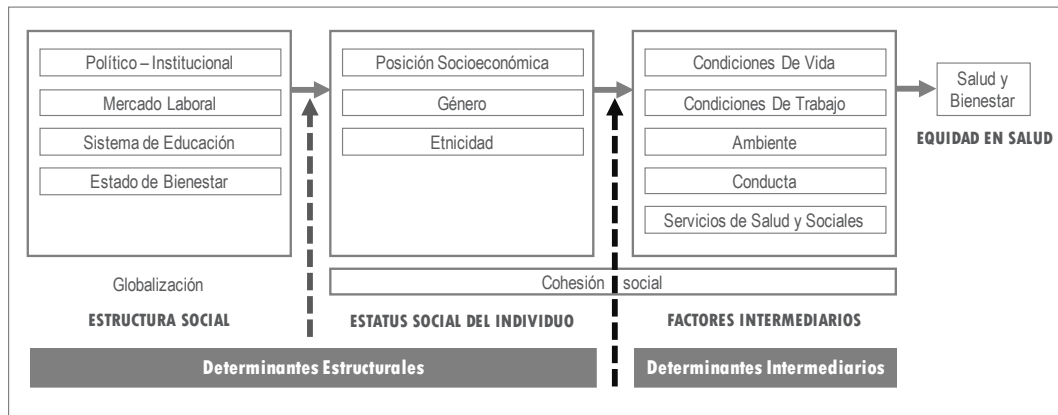 Político – Institucional
Mercado Laboral
Sistema de Educación
Estado de Bienestar
Posición Socioeconómica
Género
Etnicidad
Condiciones De Vida
Condiciones De Trabajo
Ambiente
Conducta
Servicios de Salud y Sociales
Salud y
Bienestar
EQUIDAD EN SALUD
Globalización
Cohesión social
ESTRUCTURA SOCIAL
ESTATUS SOCIAL DEL INDIVIDUO
FACTORES INTERMEDIARIOS
Determinantes Estructurales
Determinantes Intermediarios